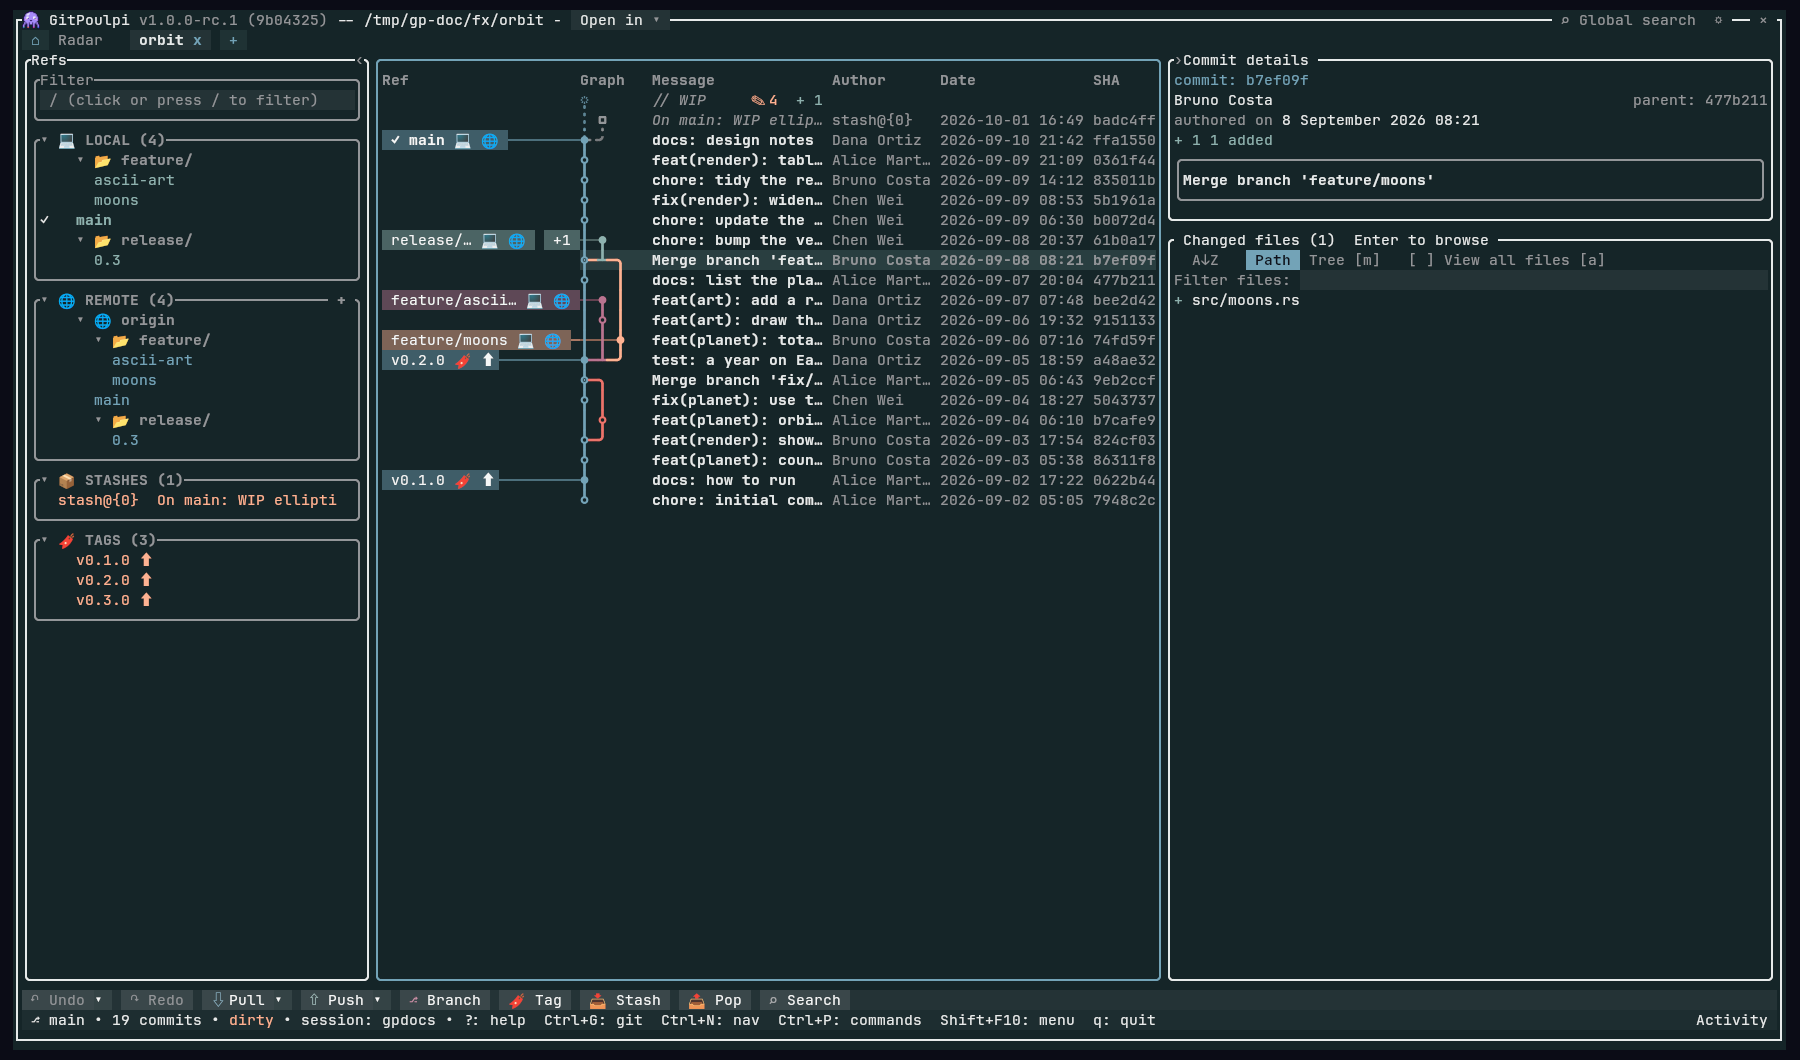 GitPoulpi v1.0.0-rc.1 (9b04325) -- /tmp/gp-doc/fx/orbit - Open in ▾ ⌕ Global search ☼ ×
⌂ Radar orbit x +
Refs ‹
Filter
/ (click or press / to filter)
▾ LOCAL (4)
▾ feature/
ascii-art
moons
✓ main
▾ release/
0.3
▾ REMOTE (4) +
▾ origin
▾ feature/
ascii-art
moons
main
▾ release/
0.3
▾ STASHES (1)
stash@{0} On main: WIP ellipti
▾ TAGS (3)
v0.1.0 ⬆
v0.2.0 ⬆
v0.3.0 ⬆
Ref Graph Message Author Date SHA
// WIP ✎ 4 + 1
On main: WIP ellip… stash@{0} 2026-10-01 16:49 badc4ff
✓ main docs: design notes Dana Ortiz 2026-09-10 21:42 ffa1550
feat(render): tabl… Alice Mart… 2026-09-09 21:09 0361f44
chore: tidy the re… Bruno Costa 2026-09-09 14:12 835011b
fix(render): widen… Chen Wei 2026-09-09 08:53 5b1961a
chore: update the … Chen Wei 2026-09-09 06:30 b0072d4
release/… +1 chore: bump the ve… Chen Wei 2026-09-08 20:37 61b0a17
Merge branch 'feat… Bruno Costa 2026-09-08 08:21 b7ef09f
docs: list the pla… Alice Mart… 2026-09-07 20:04 477b211
feature/ascii… feat(art): add a r… Dana Ortiz 2026-09-07 07:48 bee2d42
feat(art): draw th… Dana Ortiz 2026-09-06 19:32 9151133
feature/moons feat(planet): tota… Bruno Costa 2026-09-06 07:16 74fd59f
v0.2.0 ⬆ test: a year on Ea… Dana Ortiz 2026-09-05 18:59 a48ae32
Merge branch 'fix/… Alice Mart… 2026-09-05 06:43 9eb2ccf
fix(planet): use t… Chen Wei 2026-09-04 18:27 5043737
feat(planet): orbi… Alice Mart… 2026-09-04 06:10 b7cafe9
feat(render): show… Bruno Costa 2026-09-03 17:54 824cf03
feat(planet): coun… Bruno Costa 2026-09-03 05:38 86311f8
v0.1.0 ⬆ docs: how to run Alice Mart… 2026-09-02 17:22 0622b44
chore: initial com… Alice Mart… 2026-09-02 05:05 7948c2c
› Commit details
commit: b7ef09f
Bruno Costa parent: 477b211
authored on 8 September 2026 08:21
+ 1 1 added
Merge branch 'feature/moons'
Changed files (1) Enter to browse
A↓Z Path Tree [m] [ ] View all files [a]
Filter files:
+ src/moons.rs
↶ Undo ▾ ↷ Redo ⇩ Pull ▾ ⇧ Push ▾ Branch Tag Stash Pop ⌕ Search
main • 19 commits • dirty • session: gpdocs • ?: help Ctrl+G: git Ctrl+N: nav Ctrl+P: commands Shift+F10: menu q: quit Activity